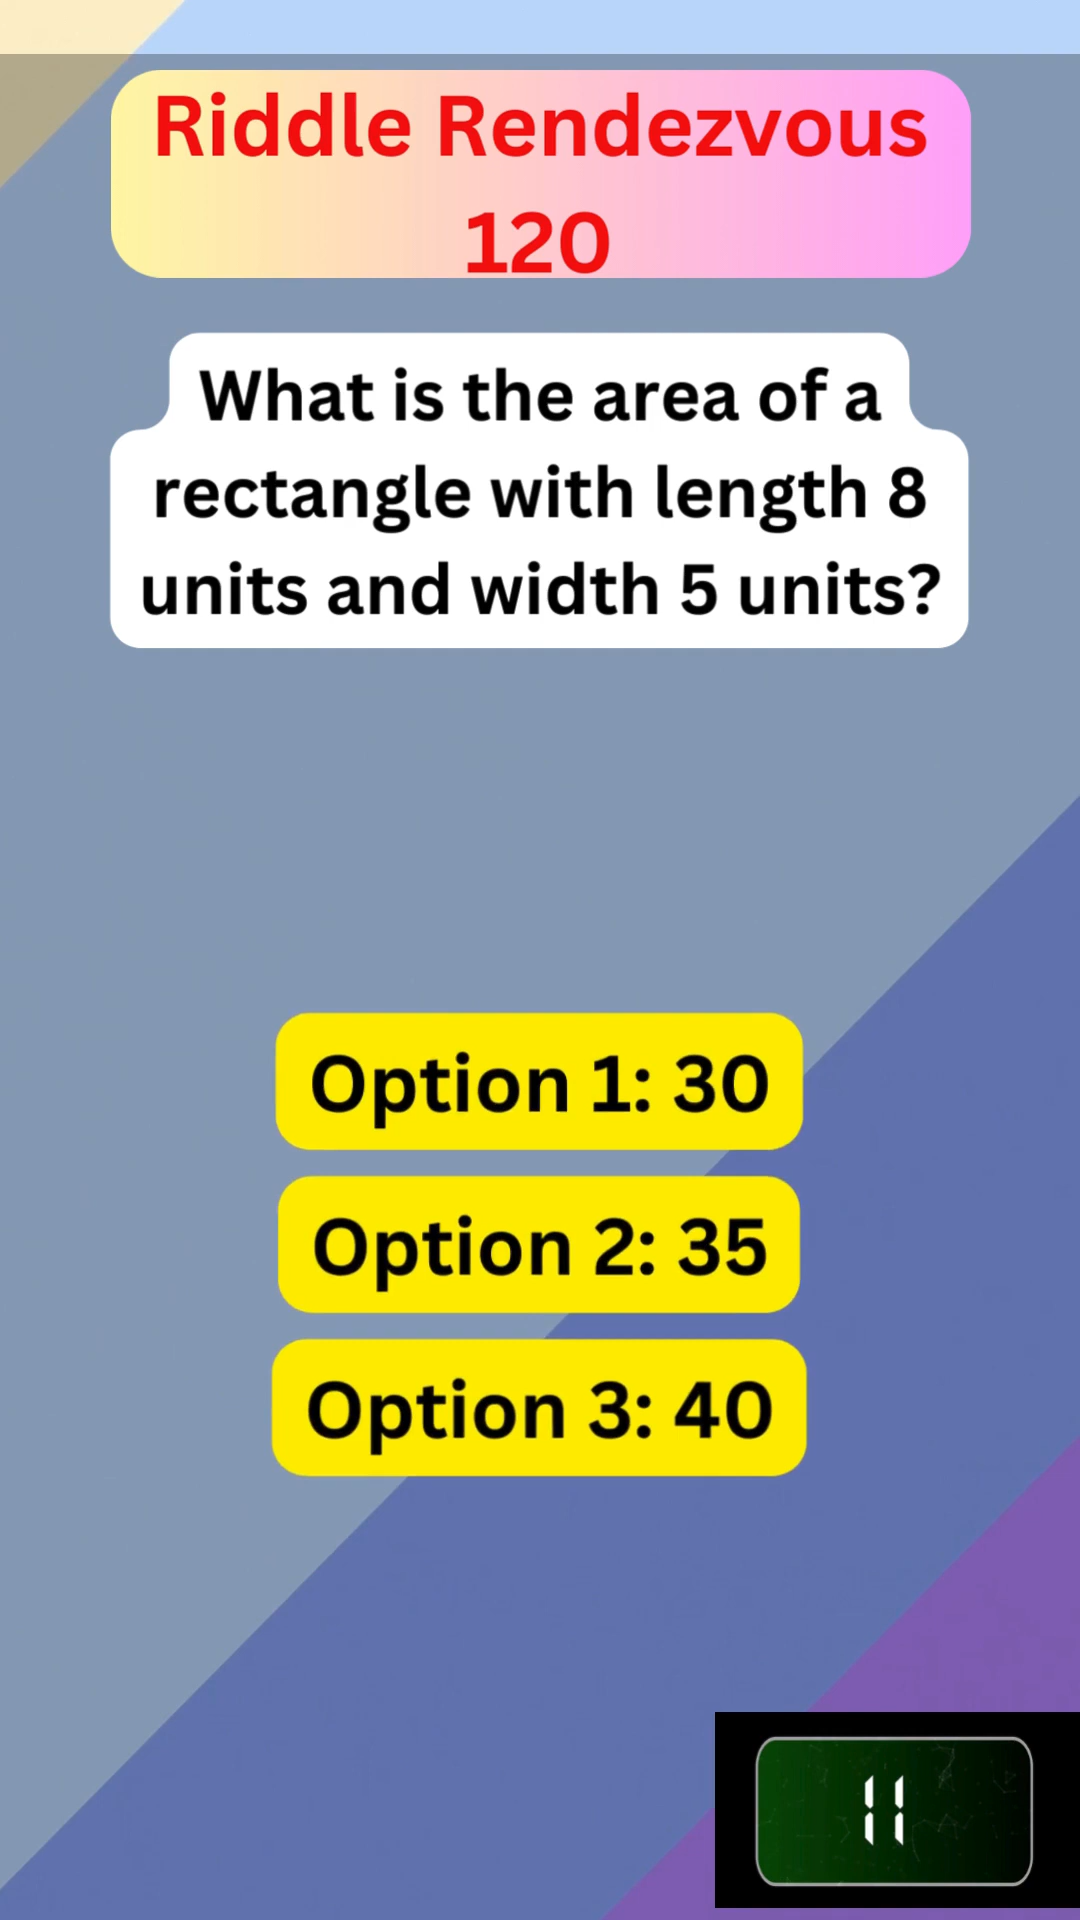 Riddle Rendezvous
120
What is the area of a
rectangle with length 8
units and width 5 units?
Option 1: 30
Option 2: 35
Option 3: 40
11